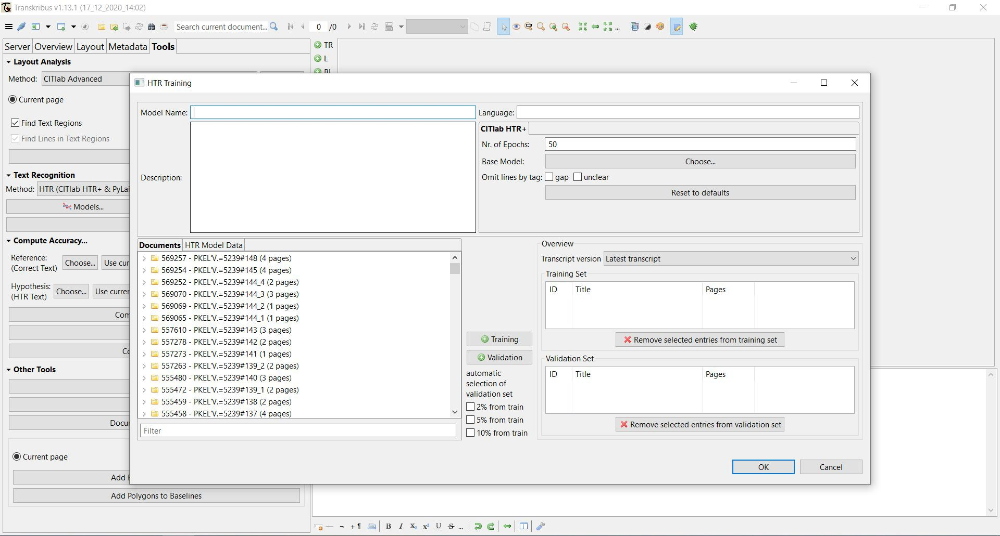 Transkribus v1.13.1 (17_12_2020_14:02)
Search current document...
0 /0
...
Server Overview Layout Metadata Tools
TR
L
BL
Layout Analysis
Method: CITlab Advanced
Current page
Find Text Regions
Find Lines in Text Regions
Text Recognition
Method: HTR (CITlab HTR+ & PyLai
Models...
Compute Accuracy...
Reference:
(Correct Text)
Choose... Use cur
Hypothesis:
(HTR Text)
Choose... Use currer
Com
Co
Other Tools
Docu
Current page
Add
Add Polygons to Baselines
HTR Training
Model Name:
Language:
Description:
CITlab HTR+
Nr. of Epochs: 50
Base Model: Choose...
Omit lines by tag: gap unclear
Reset to defaults
Documents HTR Model Data
569257 - PKEL'V.=5239#148 (4 pages)
569254 - PKEL'V.=5239#145 (4 pages)
569252 - PKEL'V.=5239#144_4 (2 pages)
569070 - PKEL'V.=5239#144_3 (3 pages)
569069 - PKEL'V.=5239#144_2 (1 pages)
569065 - PKEL'V.=5239#144_1 (1 pages)
557610 - PKEL'V.=5239#143 (3 pages)
557278 - PKEL'V.=5239#142 (2 pages)
557273 - PKEL'V.=5239#141 (1 pages)
557263 - PKEL'V.=5239#139_2 (2 pages)
555480 - PKEL'V.=5239#140 (3 pages)
555472 - PKEL'V.=5239#139_1 (2 pages)
555459 - PKEL'V.=5239#138 (2 pages)
555458 - PKEL'V.=5239#137 (4 pages)
Filter
Training
Validation
automatic
selection of
validation set
2% from train
5% from train
10% from train
Overview
Transcript version Latest transcript
Training Set
ID Title Pages
Remove selected entries from training set
Validation Set
ID Title Pages
Remove selected entries from validation set
OK Cancel
B I X₂ x² U S ...